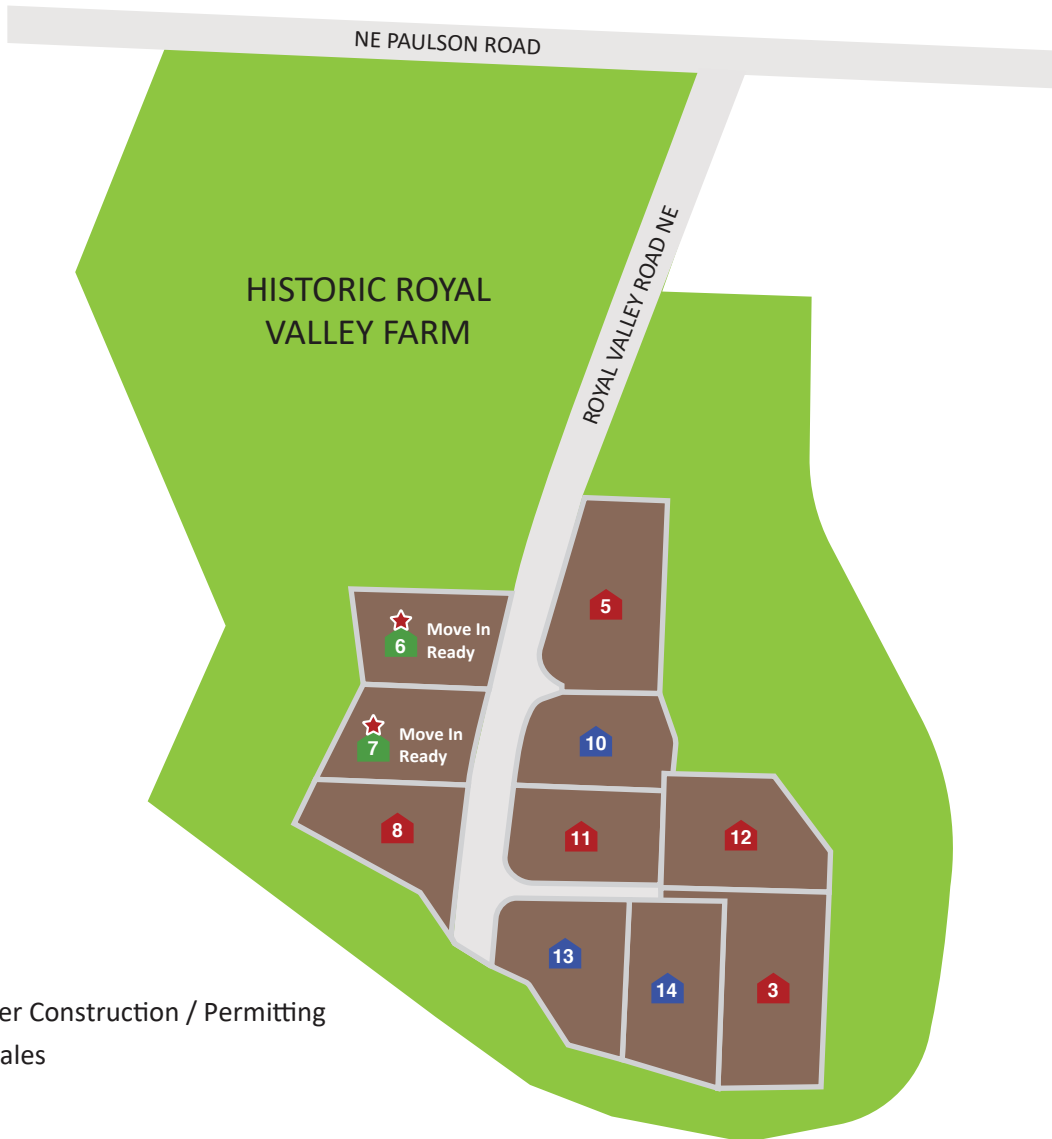 NE PAULSON ROAD
ROYAL VALLEY ROAD NE
HISTORIC ROYAL
VALLEY FARM
5
6
Move In
Ready
7
Move In
Ready
10
8
11
12
13
14
3
er Construction / Permitting
ales